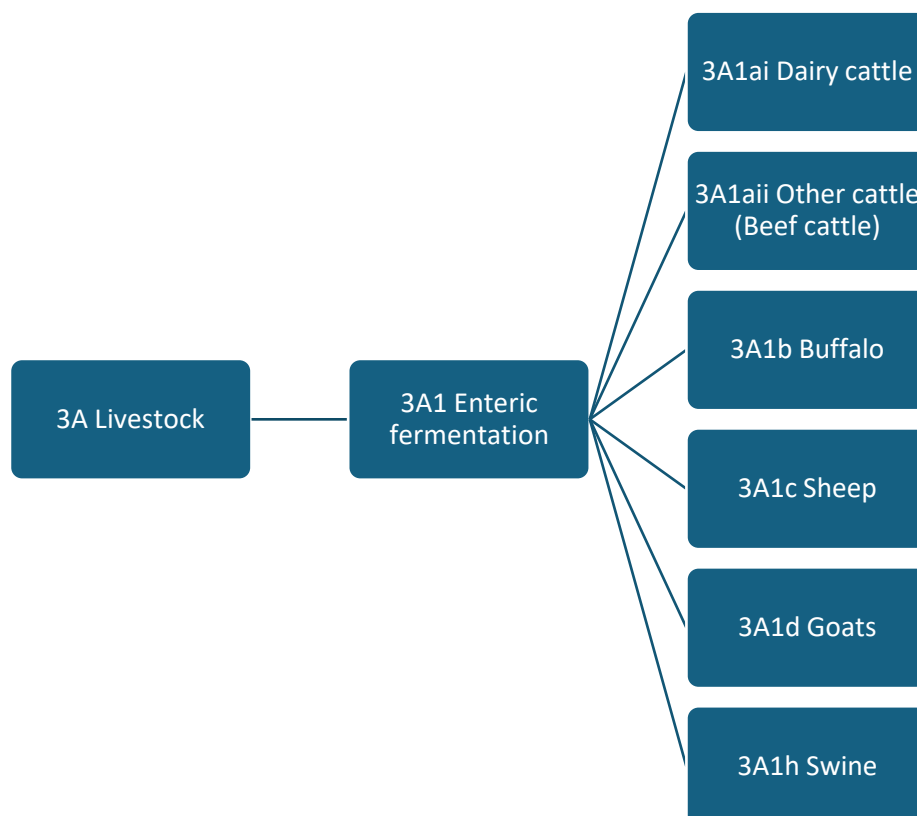 3A1ai Dairy cattle
3A1aii Other cattle
(Beef cattle)
3A1b Buffalo
3A Livestock
3A1 Enteric
fermentation
3A1c Sheep
3A1d Goats
3A1h Swine